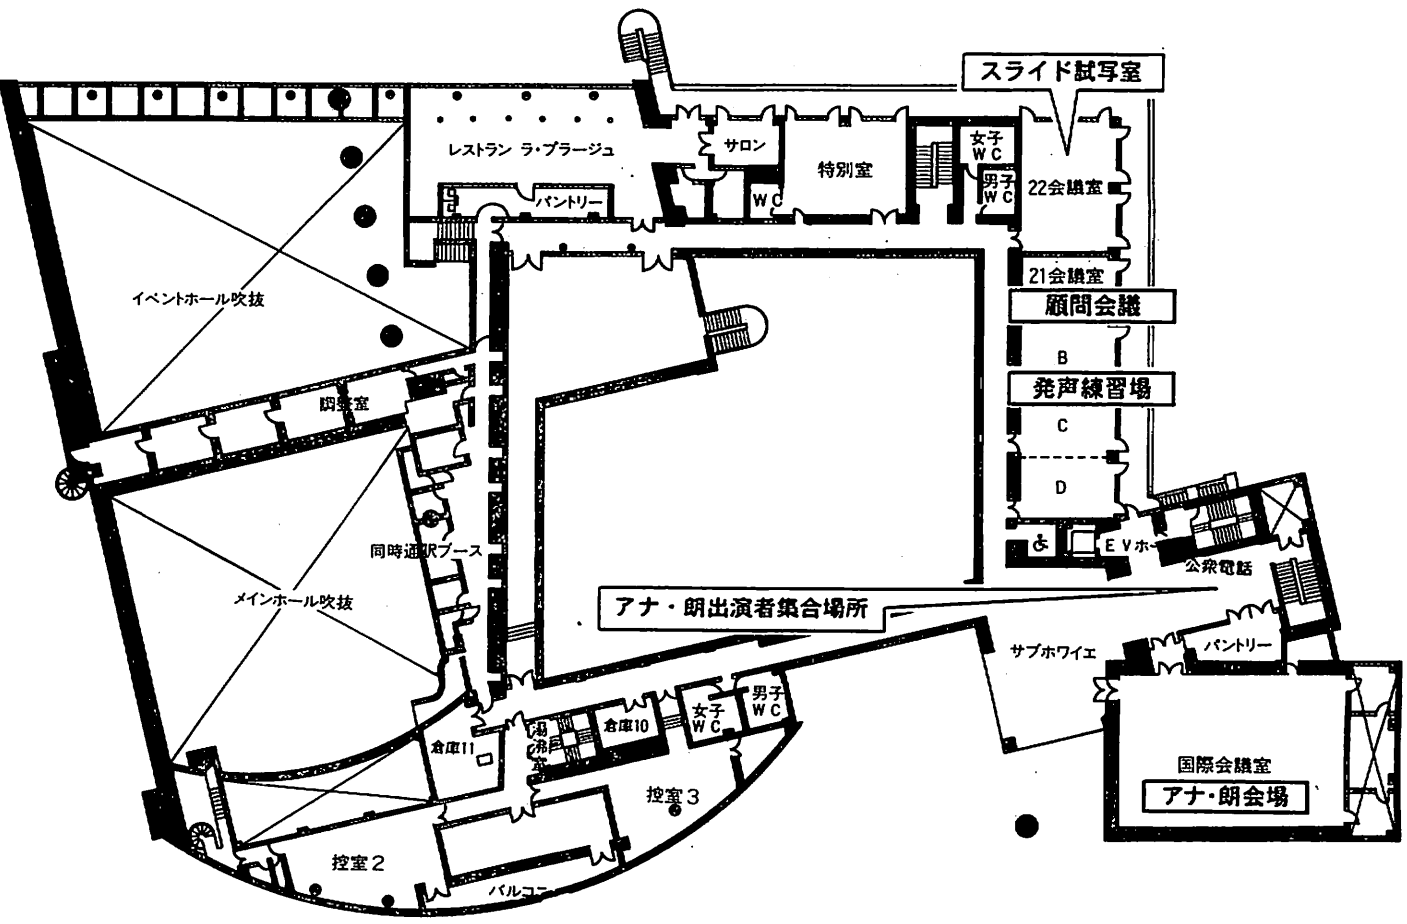 スライド試写室
レストラン ラ・プラージュ
サロン
特別室
女子
WC
男子
WC
22会議室
パントリー
WC
21会議室
顧問会議
イベントホール吹抜
B
発声練習場
調整室
C
D
同時通訳ブース
EVホー
公衆電話
メインホール吹抜
アナ・朗出演者集合場所
サブホワイエ
パントリー
倉庫11
湯沸室
倉庫10
女子
WC
男子
WC
国際会議室
アナ・朗会場
控室3
控室2
バルコニ